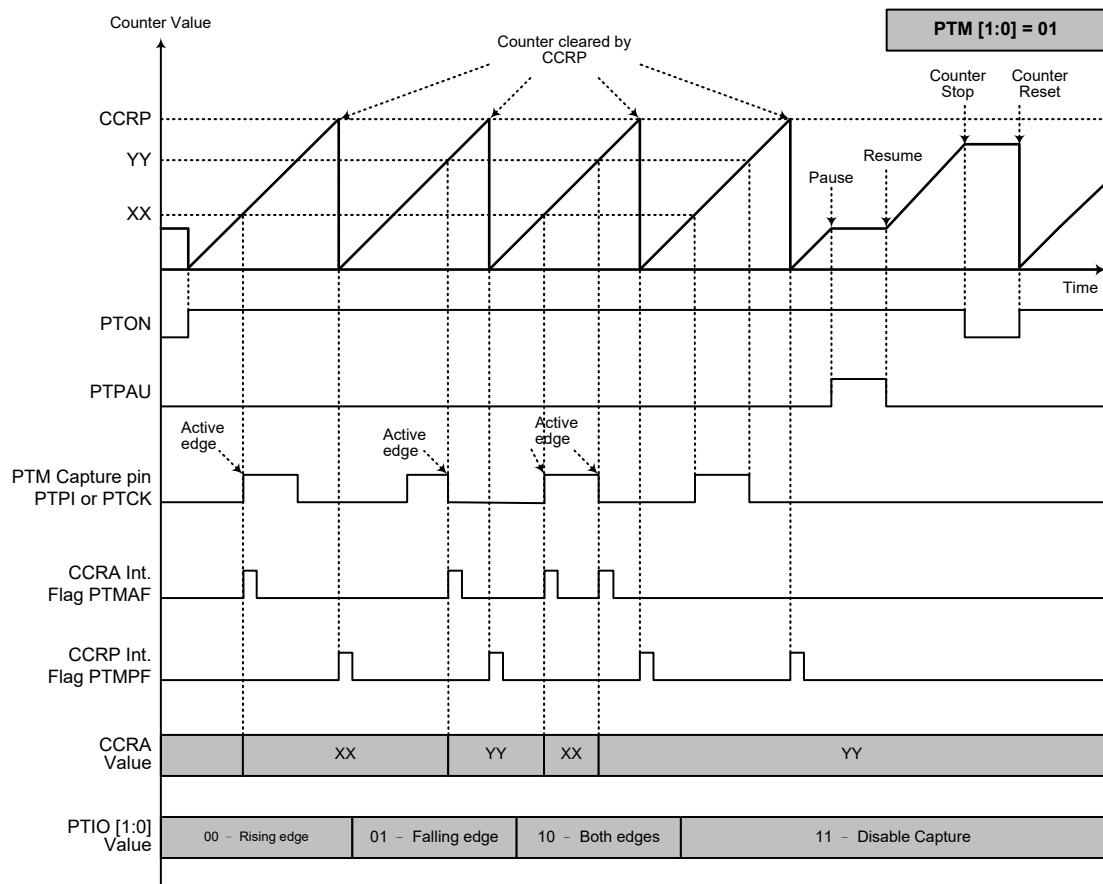 Counter Value
PTM [1:0] = 01
Counter cleared by
CCRP
Counter
Stop
Counter
Reset
CCRP
YY
XX
Pause
Resume
Time
PTON
PTPAU
Active
edge
Active
edge
Active
edge
PTM Capture pin
PTPI or PTCK
CCRA Int.
Flag PTMAF
CCRP Int.
Flag PTMPF
CCRA
Value
XX
YY
XX
YY
PTIO [1:0]
Value
00 – Rising edge
01 – Falling edge
10 – Both edges
11 – Disable Capture